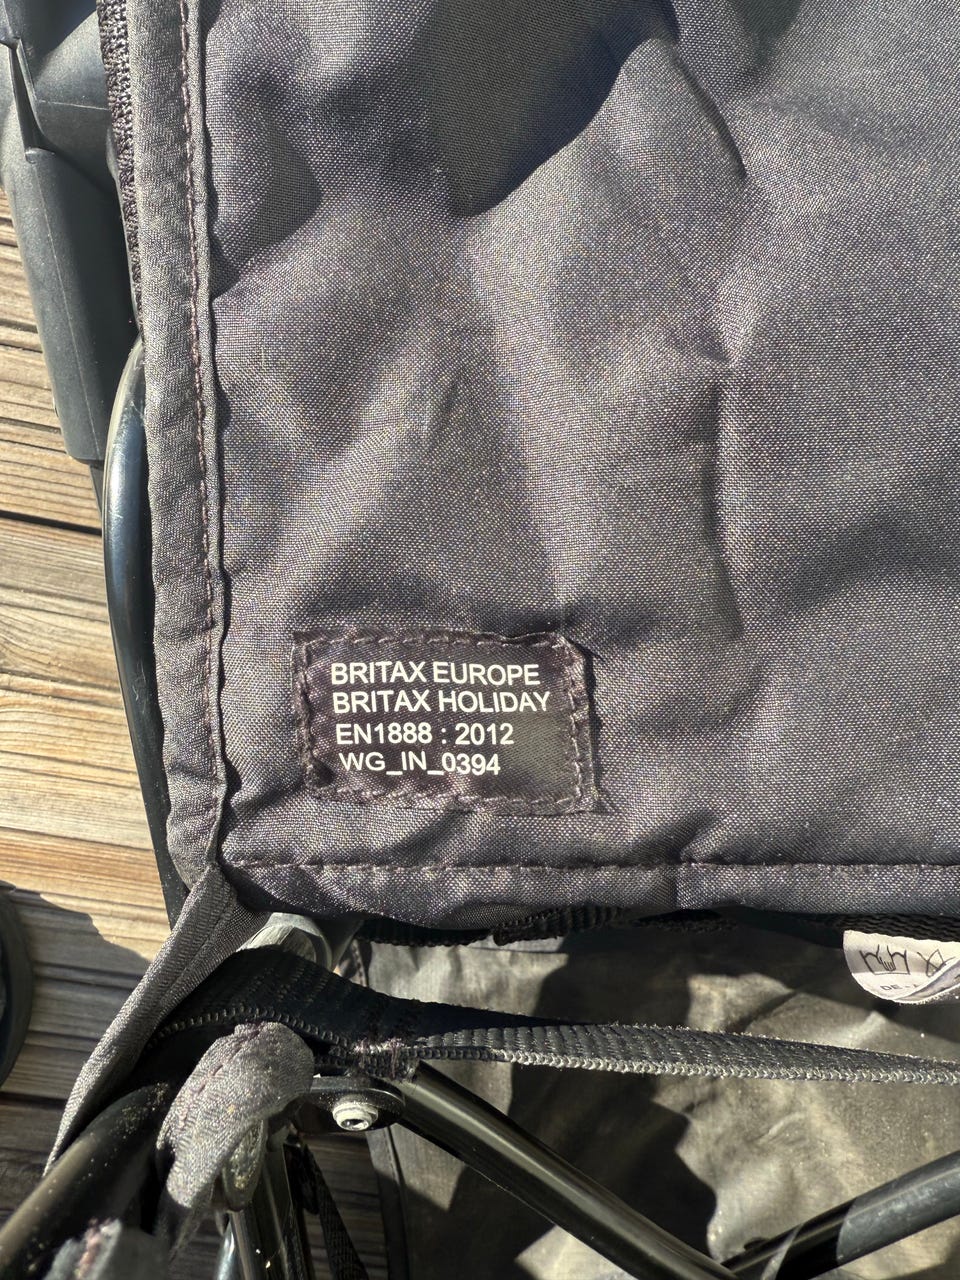 BRITAX EUROPE
BRITAX HOLIDAY
EN1888 : 2012
WG_IN_0394